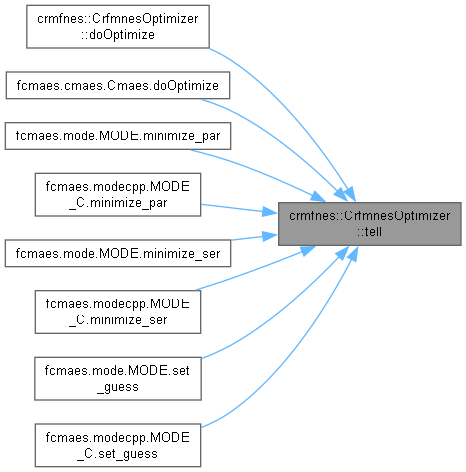 crmfnes::CrfmnesOptimizer
::doOptimize
fcmaes.cmaes.Cmaes.doOptimize
fcmaes.mode.MODE.minimize_par
fcmaes.modecpp.MODE
_C.minimize_par
crmfnes::CrfmnesOptimizer
::tell
fcmaes.mode.MODE.minimize_ser
fcmaes.modecpp.MODE
_C.minimize_ser
fcmaes.mode.MODE.set
_guess
fcmaes.modecpp.MODE
_C.set_guess